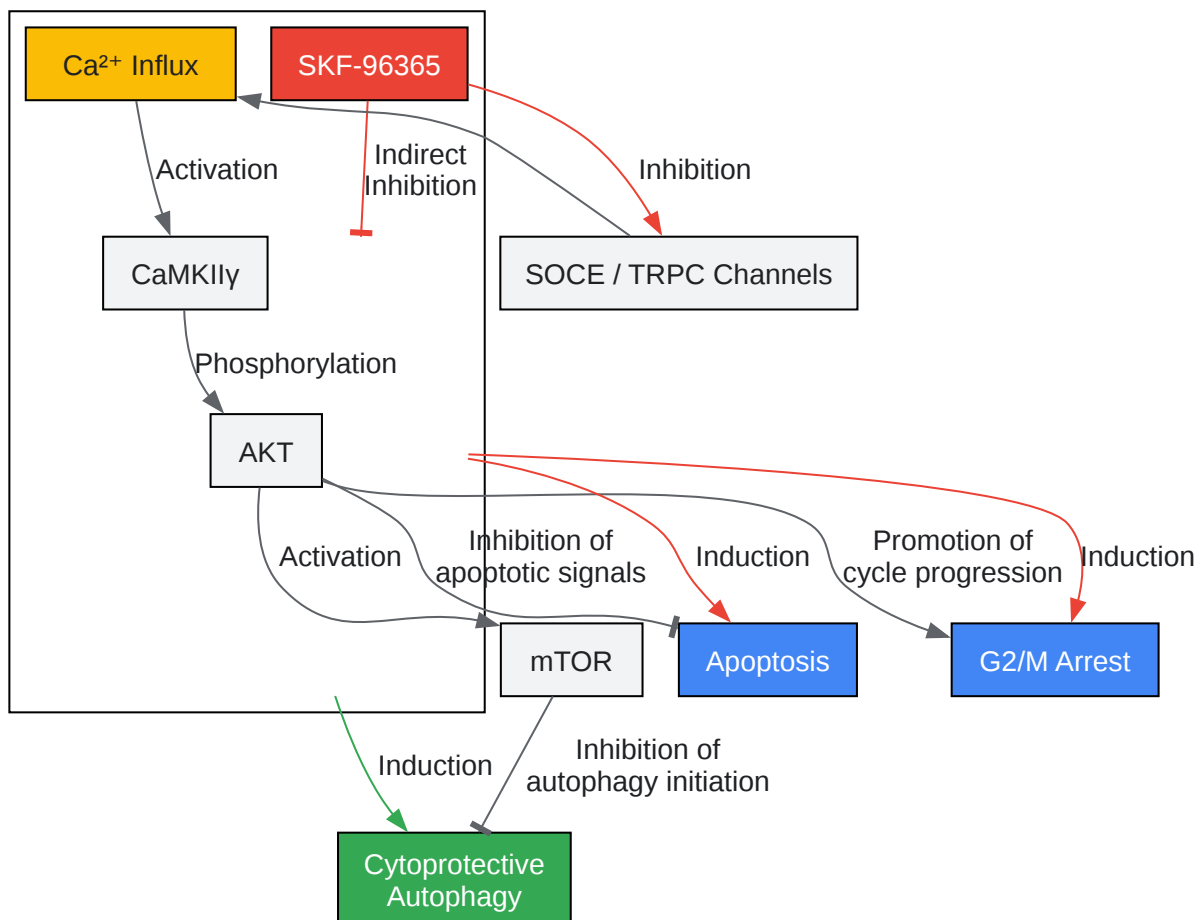 Ca²⁺ Influx
SKF-96365
Activation
Indirect
Inhibition
Inhibition
CaMKIIγ
SOCE / TRPC Channels
Phosphorylation
AKT
Activation
Inhibition of
apoptotic signals
Induction
Promotion of
cycle progression
Induction
mTOR
Apoptosis
G2/M Arrest
Induction
Inhibition of
autophagy initiation
Cytoprotective
Autophagy